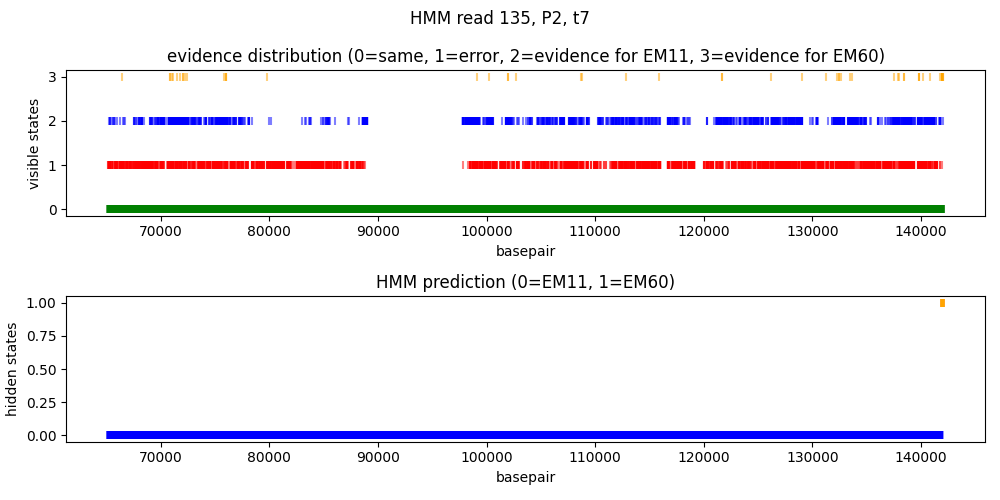 HMM read 135, P2, t7
evidence distribution (0=same, 1=error, 2=evidence for EM11, 3=evidence for EM60)
visible states
3
2
1
0
70000 80000 90000 100000 110000 120000 130000 140000
basepair
HMM prediction (0=EM11, 1=EM60)
hidden states
1.00
0.75
0.50
0.25
0.00
70000 80000 90000 100000 110000 120000 130000 140000
basepair